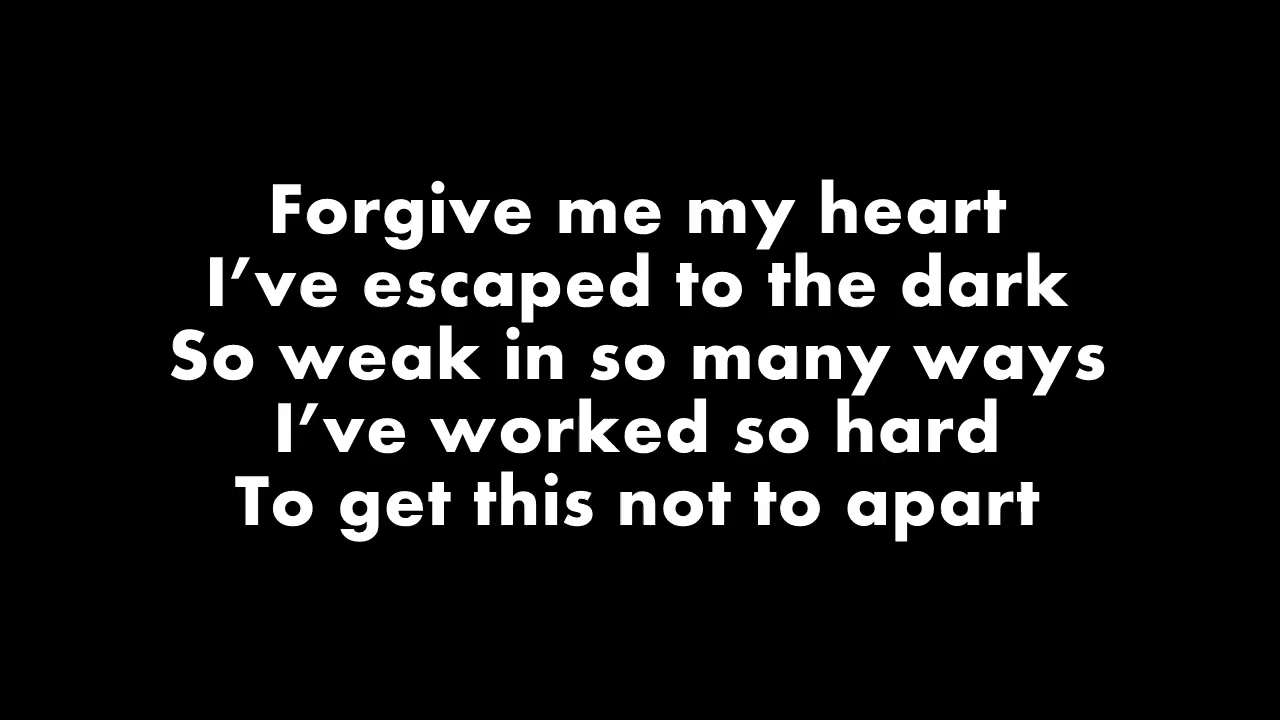 Forgive me my heart
I’ve escaped to the dark
So weak in so many ways
I’ve worked so hard
To get this not to apart